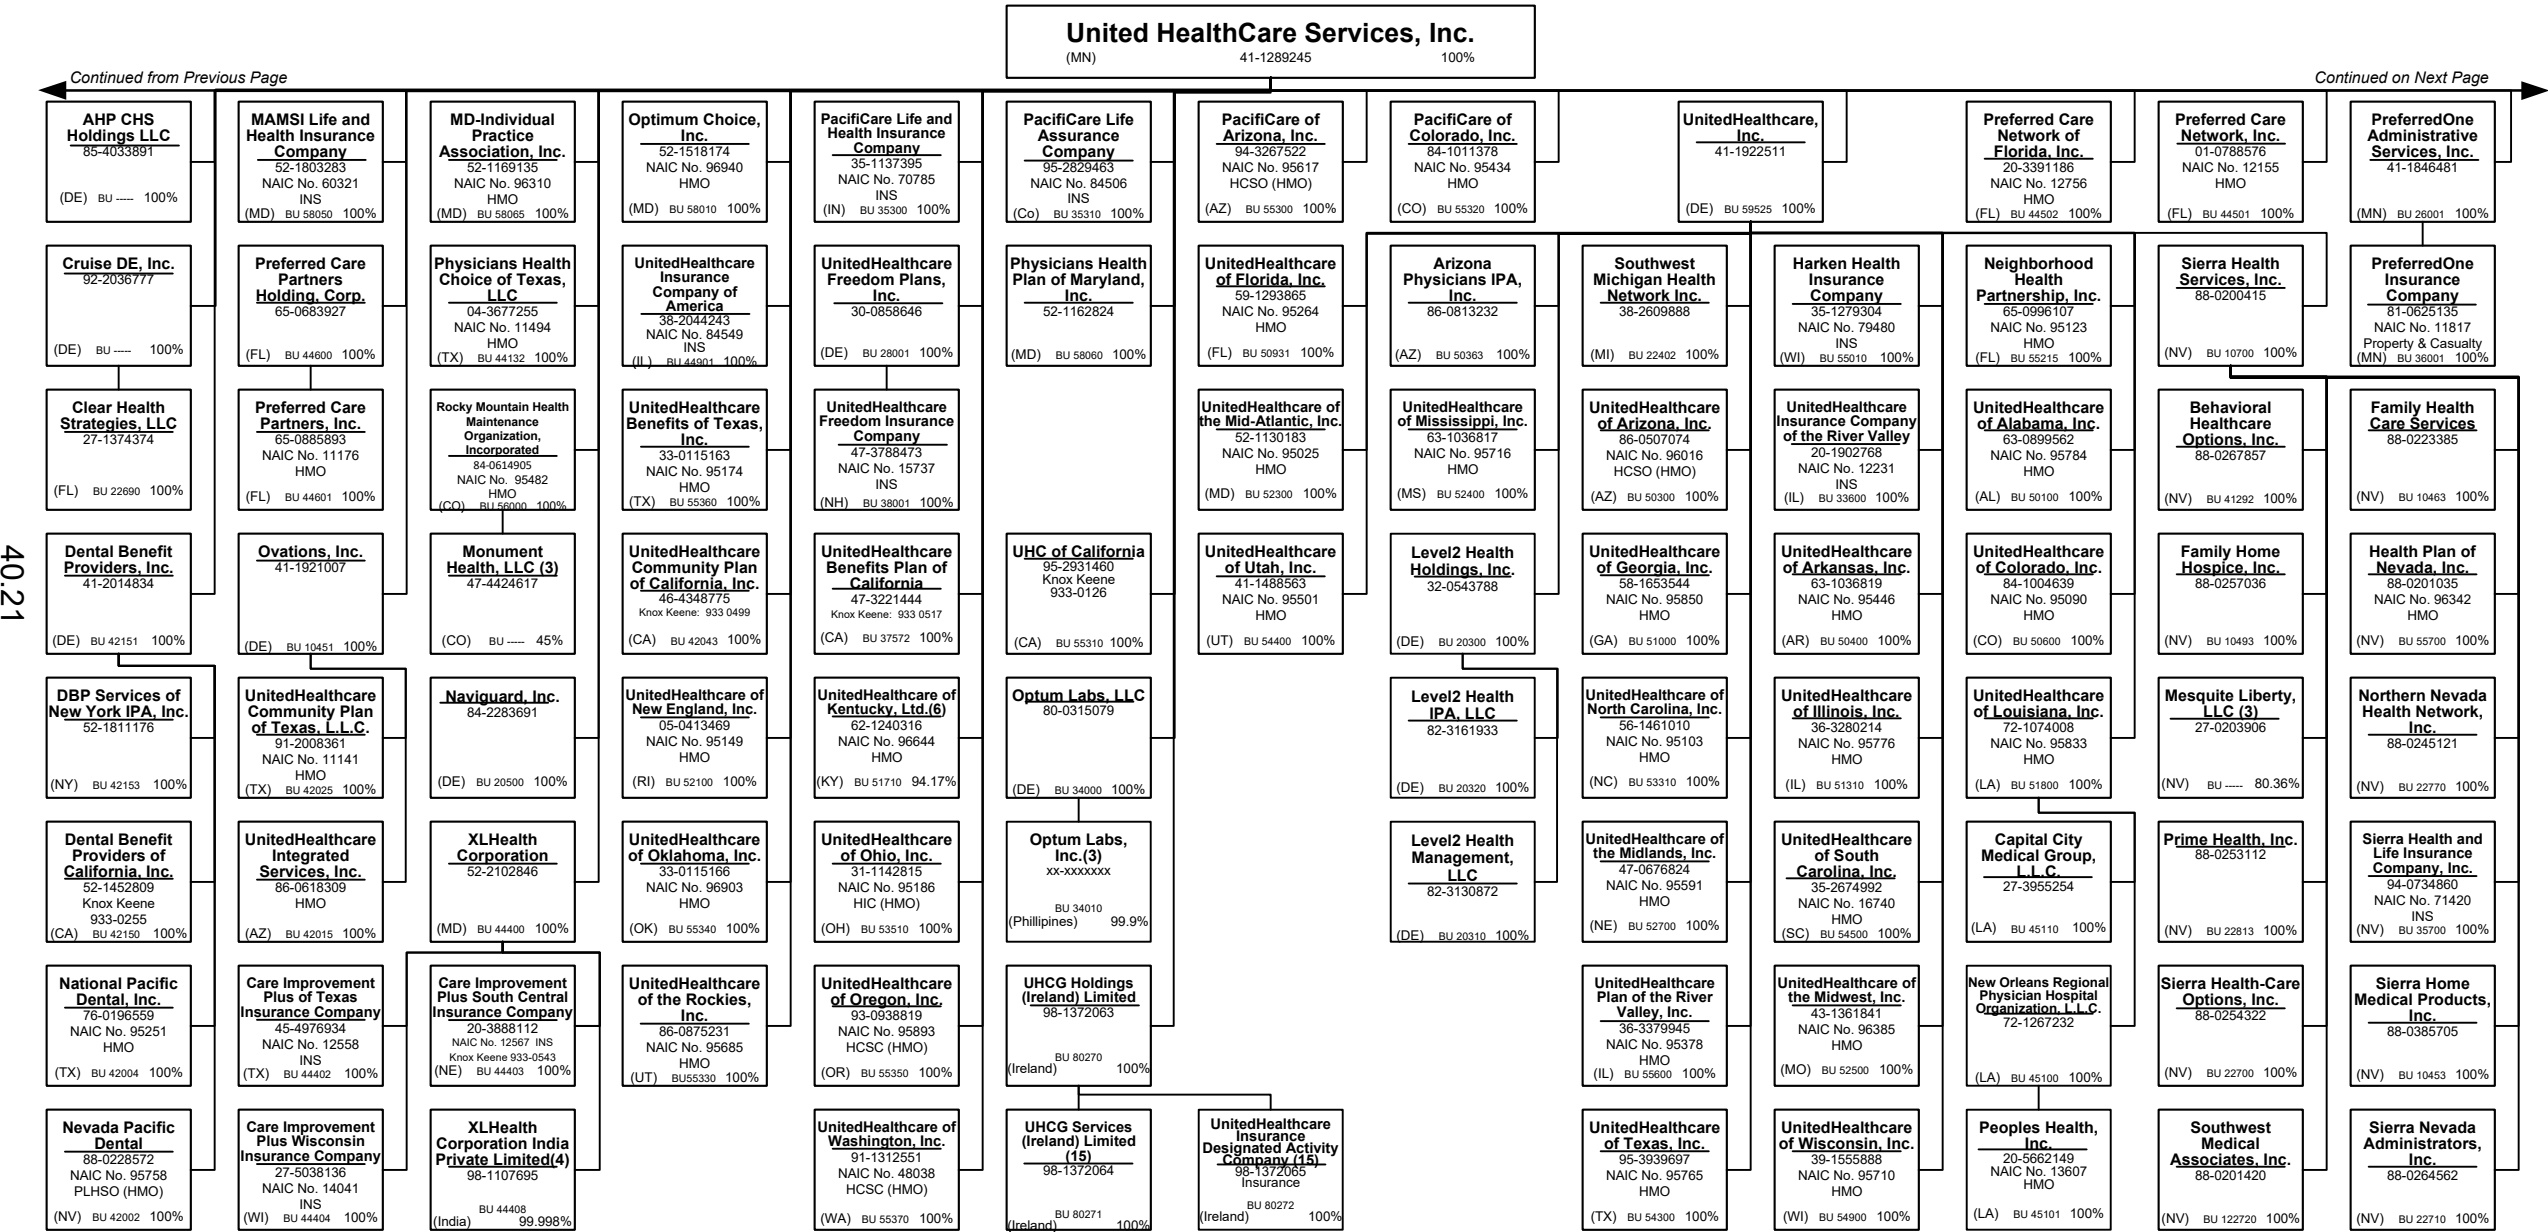 United HealthCare Services, Inc.
(MN) 41-1289245 100%
Continued from Previous Page
Continued on Next Page
AHP CHS
Holdings LLC
85-4033891
(DE) BU ----- 100%
MAMSI Life and
Health Insurance
Company
52-1803283
NAIC No. 60321
INS
(MD) BU 58050 100%
MD-Individual
Practice
Association, Inc.
52-1169135
NAIC No. 96310
HMO
(MD) BU 58065 100%
Optimum Choice,
Inc.
52-1518174
NAIC No. 96940
HMO
(MD) BU 58010 100%
PacifiCare Life and
Health Insurance
Company
35-1137395
NAIC No. 70785
INS
(IN) BU 35300 100%
PacifiCare Life
Assurance
Company
95-2829463
NAIC No. 84506
INS
(Co) BU 35310 100%
PacifiCare of
Arizona, Inc.
94-3267522
NAIC No. 95617
HCSO (HMO)
(AZ) BU 55300 100%
PacifiCare of
Colorado, Inc.
84-1011378
NAIC No. 95434
HMO
(CO) BU 55320 100%
UnitedHealthcare,
Inc.
41-1922511
(DE) BU 59525 100%
Preferred Care
Network of
Florida, Inc.
20-3391186
NAIC No. 12756
HMO
(FL) BU 44502 100%
Preferred Care
Network, Inc.
01-0788576
NAIC No. 12155
HMO
(FL) BU 44501 100%
PreferredOne
Administrative
Services, Inc.
41-1846481
(MN) BU 26001 100%
Cruise DE, Inc.
92-2036777
(DE) BU ----- 100%
Preferred Care
Partners
Holding, Corp.
65-0683927
(FL) BU 44600 100%
Physicians Health
Choice of Texas,
LLC
04-3677255
NAIC No. 11494
HMO
(TX) BU 44132 100%
UnitedHealthcare
Insurance
Company of
America
38-2044243
NAIC No. 84549
INS
(IL) BU 44901 100%
UnitedHealthcare
Freedom Plans,
Inc.
30-0858646
(DE) BU 28001 100%
Physicians Health
Plan of Maryland,
Inc.
52-1162824
(MD) BU 58060 100%
UnitedHealthcare
of Florida, Inc.
59-1293865
NAIC No. 95264
HMO
(FL) BU 50931 100%
Arizona
Physicians IPA,
Inc.
86-0813232
(AZ) BU 50363 100%
Southwest
Michigan Health
Network Inc.
38-2609888
(MI) BU 22402 100%
Harken Health
Insurance
Company
35-1279304
NAIC No. 79480
INS
(WI) BU 55010 100%
Neighborhood
Health
Partnership, Inc.
65-0996107
NAIC No. 95123
HMO
(FL) BU 55215 100%
Sierra Health
Services, Inc.
88-0200415
(NV) BU 10700 100%
PreferredOne
Insurance
Company
81-0625135
NAIC No. 11817
Property & Casualty
(MN) BU 36001 100%
Clear Health
Strategies, LLC
27-1374374
(FL) BU 22690 100%
Preferred Care
Partners, Inc.
65-0885893
NAIC No. 11176
HMO
(FL) BU 44601 100%
Rocky Mountain Health
Maintenance
Organization,
Incorporated
84-0614905
NAIC No. 95482
HMO
(CO) BU 56000 100%
UnitedHealthcare
Benefits of Texas,
Inc.
33-0115163
NAIC No. 95174
HMO
(TX) BU 55360 100%
UnitedHealthcare
Freedom Insurance
Company
47-3788473
NAIC No. 15737
INS
(NH) BU 38001 100%
UnitedHealthcare of
the Mid-Atlantic, Inc.
52-1130183
NAIC No. 95025
HMO
(MD) BU 52300 100%
UnitedHealthcare
of Mississippi, Inc.
63-1036817
NAIC No. 95716
HMO
(MS) BU 52400 100%
UnitedHealthcare
of Arizona, Inc.
86-0507074
NAIC No. 96016
HCSO (HMO)
(AZ) BU 50300 100%
UnitedHealthcare
Insurance Company
of the River Valley
20-1902768
NAIC No. 12231
INS
(IL) BU 33600 100%
UnitedHealthcare
of Alabama, Inc.
63-0899562
NAIC No. 95784
HMO
(AL) BU 50100 100%
Behavioral
Healthcare
Options, Inc.
88-0267857
(NV) BU 41292 100%
Family Health
Care Services
88-0223385
(NV) BU 10463 100%
Dental Benefit
Providers, Inc.
41-2014834
(DE) BU 42151 100%
Ovations, Inc.
41-1921007
(DE) BU 10451 100%
Monument
Health, LLC (3)
47-4424617
(CO) BU ----- 45%
UnitedHealthcare
Community Plan
of California, Inc.
46-4348775
Knox Keene: 933 0499
(CA) BU 42043 100%
UnitedHealthcare
Benefits Plan of
California
47-3221444
Knox Keene: 933 0517
(CA) BU 37572 100%
UHC of California
95-2931460
Knox Keene
933-0126
(CA) BU 55310 100%
UnitedHealthcare
of Utah, Inc.
41-1488563
NAIC No. 95501
HMO
(UT) BU 54400 100%
Level2 Health
Holdings, Inc.
32-0543788
(DE) BU 20300 100%
UnitedHealthcare
of Georgia, Inc.
58-1653544
NAIC No. 95850
HMO
(GA) BU 51000 100%
UnitedHealthcare
of Arkansas, Inc.
63-1036819
NAIC No. 95446
HMO
(AR) BU 50400 100%
UnitedHealthcare
of Colorado, Inc.
84-1004639
NAIC No. 95090
HMO
(CO) BU 50600 100%
Family Home
Hospice, Inc.
88-0257036
(NV) BU 10493 100%
Health Plan of
Nevada, Inc.
88-0201035
NAIC No. 96342
HMO
(NV) BU 55700 100%
40.21
DBP Services of
New York IPA, Inc.
52-1811176
(NY) BU 42153 100%
UnitedHealthcare
Community Plan
of Texas, L.L.C.
91-2008361
NAIC No. 11141
HMO
(TX) BU 42025 100%
Naviguard, Inc.
84-2283691
(DE) BU 20500 100%
UnitedHealthcare of
New England, Inc.
05-0413469
NAIC No. 95149
HMO
(RI) BU 52100 100%
UnitedHealthcare of
Kentucky, Ltd.(6)
62-1240316
NAIC No. 96644
HMO
(KY) BU 51710 94.17%
Optum Labs, LLC
80-0315079
(DE) BU 34000 100%
Level2 Health
IPA, LLC
82-3161933
(DE) BU 20320 100%
UnitedHealthcare of
North Carolina, Inc.
56-1461010
NAIC No. 95103
HMO
(NC) BU 53310 100%
UnitedHealthcare
of Illinois, Inc.
36-3280214
NAIC No. 95776
HMO
(IL) BU 51310 100%
UnitedHealthcare
of Louisiana, Inc.
72-1074008
NAIC No. 95833
HMO
(LA) BU 51800 100%
Mesquite Liberty,
LLC (3)
27-0203906
(NV) BU ----- 80.36%
Northern Nevada
Health Network,
Inc.
88-0245121
(NV) BU 22770 100%
Dental Benefit
Providers of
California, Inc.
52-1452809
Knox Keene
933-0255
(CA) BU 42150 100%
UnitedHealthcare
Integrated
Services, Inc.
86-0618309
HMO
(AZ) BU 42015 100%
XLHealth
Corporation
52-2102846
(MD) BU 44400 100%
UnitedHealthcare
of Oklahoma, Inc.
33-0115166
NAIC No. 96903
HMO
(OK) BU 55340 100%
UnitedHealthcare
of Ohio, Inc.
31-1142815
NAIC No. 95186
HIC (HMO)
(OH) BU 53510 100%
Optum Labs,
Inc.(3)
xx-xxxxxxx
BU 34010
(Phillipines) 99.9%
Level2 Health
Management,
LLC
82-3130872
(DE) BU 20310 100%
UnitedHealthcare of
the Midlands, Inc.
47-0676824
NAIC No. 95591
HMO
(NE) BU 52700 100%
UnitedHealthcare
of South
Carolina, Inc.
35-2674992
NAIC No. 16740
HMO
(SC) BU 54500 100%
Capital City
Medical Group,
L.L.C.
27-3955254
(LA) BU 45110 100%
Prime Health, Inc.
88-0253112
(NV) BU 22813 100%
Sierra Health and
Life Insurance
Company, Inc.
94-0734860
NAIC No. 71420
INS
(NV) BU 35700 100%
National Pacific
Dental, Inc.
76-0196559
NAIC No. 95251
HMO
(TX) BU 42004 100%
Care Improvement
Plus of Texas
Insurance Company
45-4976934
NAIC No. 12558
INS
(TX) BU 44402 100%
Care Improvement
Plus South Central
Insurance Company
20-3888112
NAIC No. 12567 INS
Knox Keene 933-0543
(NE) BU 44403 100%
UnitedHealthcare
of the Rockies,
Inc.
86-0875231
NAIC No. 95685
HMO
(UT) BU55330 100%
UnitedHealthcare
of Oregon, Inc.
93-0938819
NAIC No. 95893
HCSC (HMO)
(OR) BU 55350 100%
UHCG Holdings
(Ireland) Limited
98-1372063
BU 80270
(Ireland) 100%
UnitedHealthcare
Plan of the River
Valley, Inc.
36-3379945
NAIC No. 95378
HMO
(IL) BU 55600 100%
UnitedHealthcare of
the Midwest, Inc.
43-1361841
NAIC No. 96385
HMO
(MO) BU 52500 100%
New Orleans Regional
Physician Hospital
Organization, L.L.C.
72-1267232
(LA) BU 45100 100%
Sierra Health-Care
Options, Inc.
88-0254322
(NV) BU 22700 100%
Sierra Home
Medical Products,
Inc.
88-0385705
(NV) BU 10453 100%
Nevada Pacific
Dental
88-0228572
NAIC No. 95758
PLHSO (HMO)
(NV) BU 42002 100%
Care Improvement
Plus Wisconsin
Insurance Company
27-5038136
NAIC No. 14041
INS
(WI) BU 44404 100%
XLHealth
Corporation India
Private Limited(4)
98-1107695
BU 44408
(India) 99.998%
UnitedHealthcare of
Washington, Inc.
91-1312551
NAIC No. 48038
HCSC (HMO)
(WA) BU 55370 100%
UHCG Services
(Ireland) Limited
(15)
98-1372064
BU 80271
(Ireland) 100%
UnitedHealthcare
Insurance
Designated Activity
Company (15)
98-1372065
Insurance
BU 80272
(Ireland) 100%
UnitedHealthcare
of Texas, Inc.
95-3939697
NAIC No. 95765
HMO
(TX) BU 54300 100%
UnitedHealthcare
of Wisconsin, Inc.
39-1555888
NAIC No. 95710
HMO
(WI) BU 54900 100%
Peoples Health,
Inc.
20-5662149
NAIC No. 13607
HMO
(LA) BU 45101 100%
Southwest
Medical
Associates, Inc.
88-0201420
(NV) BU 122720 100%
Sierra Nevada
Administrators,
Inc.
88-0264562
(NV) BU 22710 100%